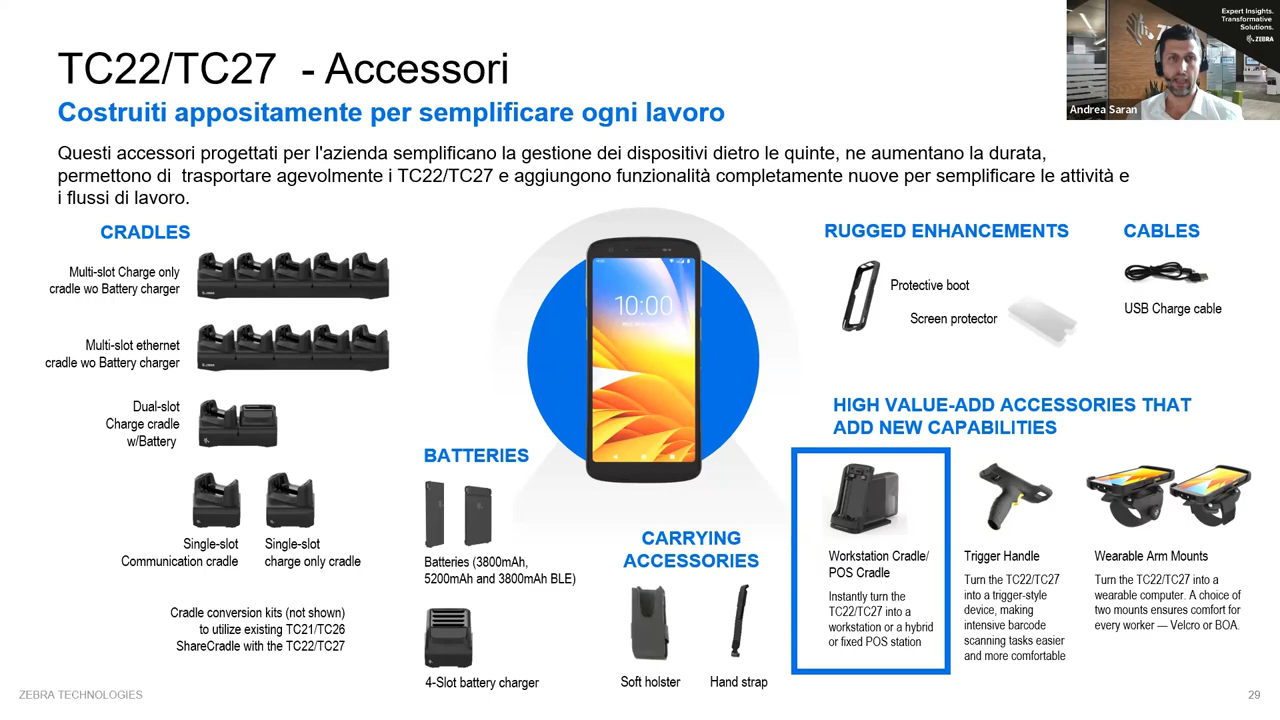 TC22/TC27 - Accessori
Costruiti appositamente per semplificare ogni lavoro
Questi accessori progettati per l'azienda semplificano la gestione dei dispositivi dietro le quinte, ne aumentano la durata,
permettono di trasportare agevolmente i TC22/TC27 e aggiungono funzionalità completamente nuove per semplificare le attività e
i flussi di lavoro.
Expert Insights.
Transformative
Solutions.
ZEBRA
Andrea Saran
CRADLES
Multi-slot Charge only
cradle wo Battery charger
Multi-slot ethernet
cradle wo Battery charger
Dual-slot
Charge cradle
w/Battery
Single-slot
Communication cradle
Single-slot
charge only cradle
Cradle conversion kits (not shown)
to utilize existing TC21/TC26
ShareCradle with the TC22/TC27
10:00
BATTERIES
Batteries (3800mAh,
5200mAh and 3800mAh BLE)
4-Slot battery charger
CARRYING
ACCESSORIES
Soft holster
Hand strap
RUGGED ENHANCEMENTS
Protective boot
Screen protector
CABLES
USB Charge cable
HIGH VALUE-ADD ACCESSORIES THAT
ADD NEW CAPABILITIES
Workstation Cradle/
POS Cradle
Instantly turn the
TC22/TC27 into a
workstation or a hybrid
or fixed POS station
Trigger Handle
Turn the TC22/TC27
into a trigger-style
device, making
intensive barcode
scanning tasks easier
and more comfortable
Wearable Arm Mounts
Turn the TC22/TC27 into a
wearable computer. A choice of
two mounts ensures comfort for
every worker — Velcro or BOA.
ZEBRA TECHNOLOGIES
29